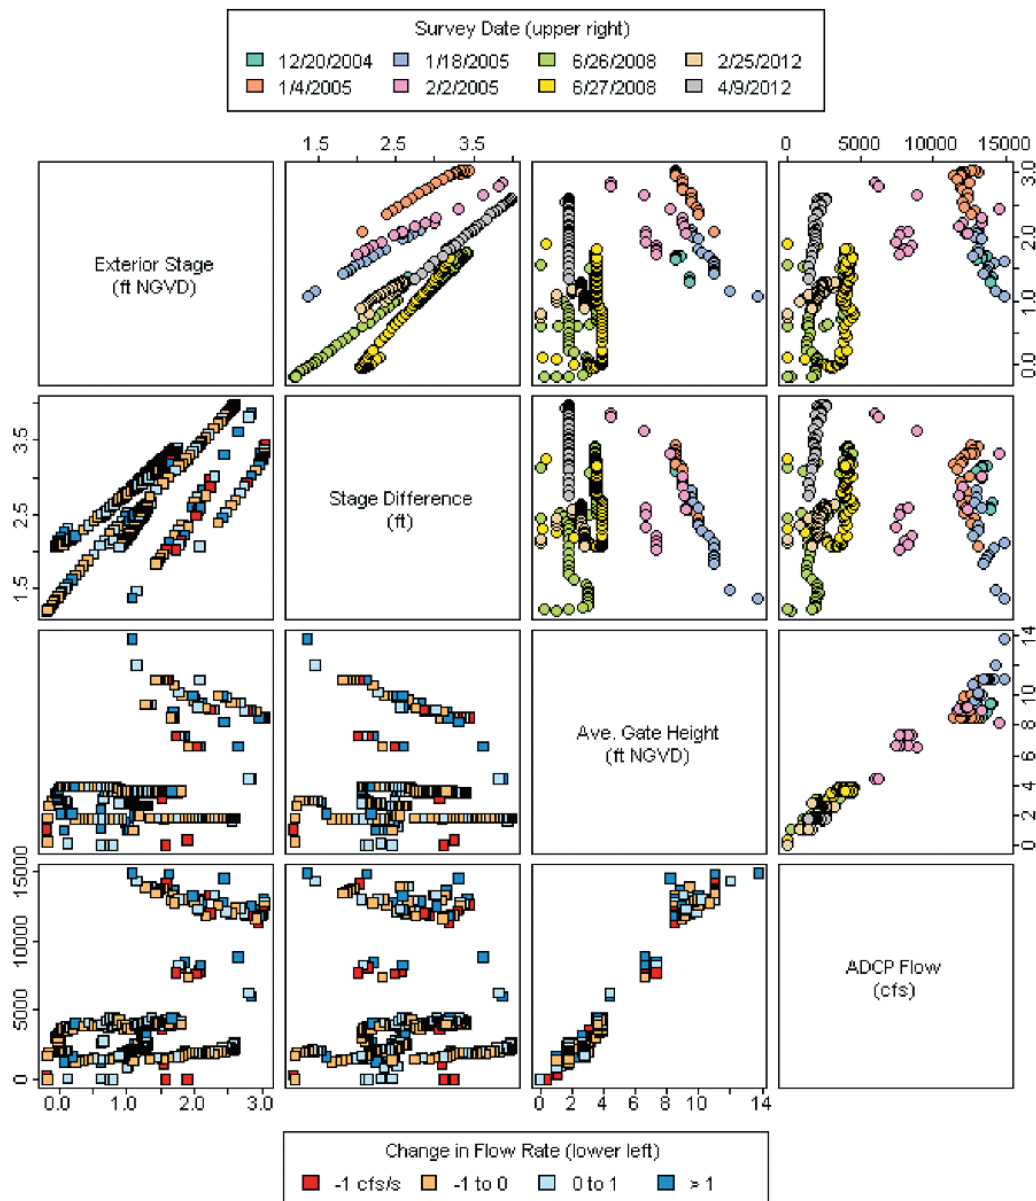 Survey Date (upper right)
12/20/2004 1/18/2005 6/26/2008 2/25/2012
1/4/2005 2/2/2005 6/27/2008 4/9/2012
1.5 2.5 3.5
0 5000 10000 15000
Exterior Stage
(ft NGVD)
0.0 1.0 2.0 3.0
1.5 2.5 3.5
Stage Difference
(ft)
Ave. Gate Height
(ft NGVD)
0 2 4 6 8 10 14
0 5000 10000 15000
ADCP Flow
(cfs)
0.0 1.0 2.0 3.0
0 2 4 6 8 10 14
Change in Flow Rate (lower left)
-1 cfs/s -1 to 0 0 to 1 > 1